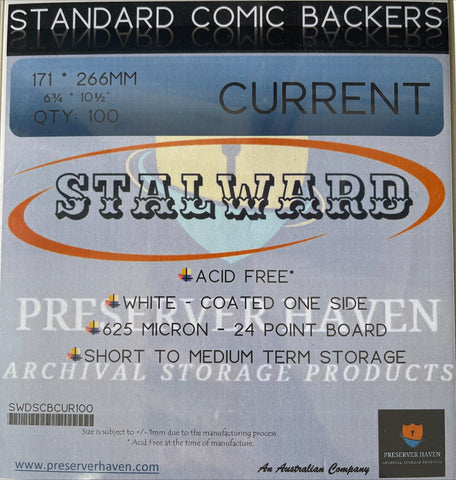 STANDARD COMIC BACKERS
171 * 266MM
6¾ * 10½"
QTY: 100
CURRENT
STALWARD
ACID FREE*
WHITE - COATED ONE SIDE
PRESERVER HAVEN
625 MICRON - 24 POINT BOARD
SHORT TO MEDIUM TERM STORAGE
ARCHIVAL STORAGE PRODUCTS
SWDSCBCUR100
Size is subject to +/- 1mm due to the manufacturing process.
* Acid Free at the time of manufacture.
www.preserverhaven.com
An Australian Company
PRESERVER HAVEN
ARCHIVAL STORAGE PRODUCTS